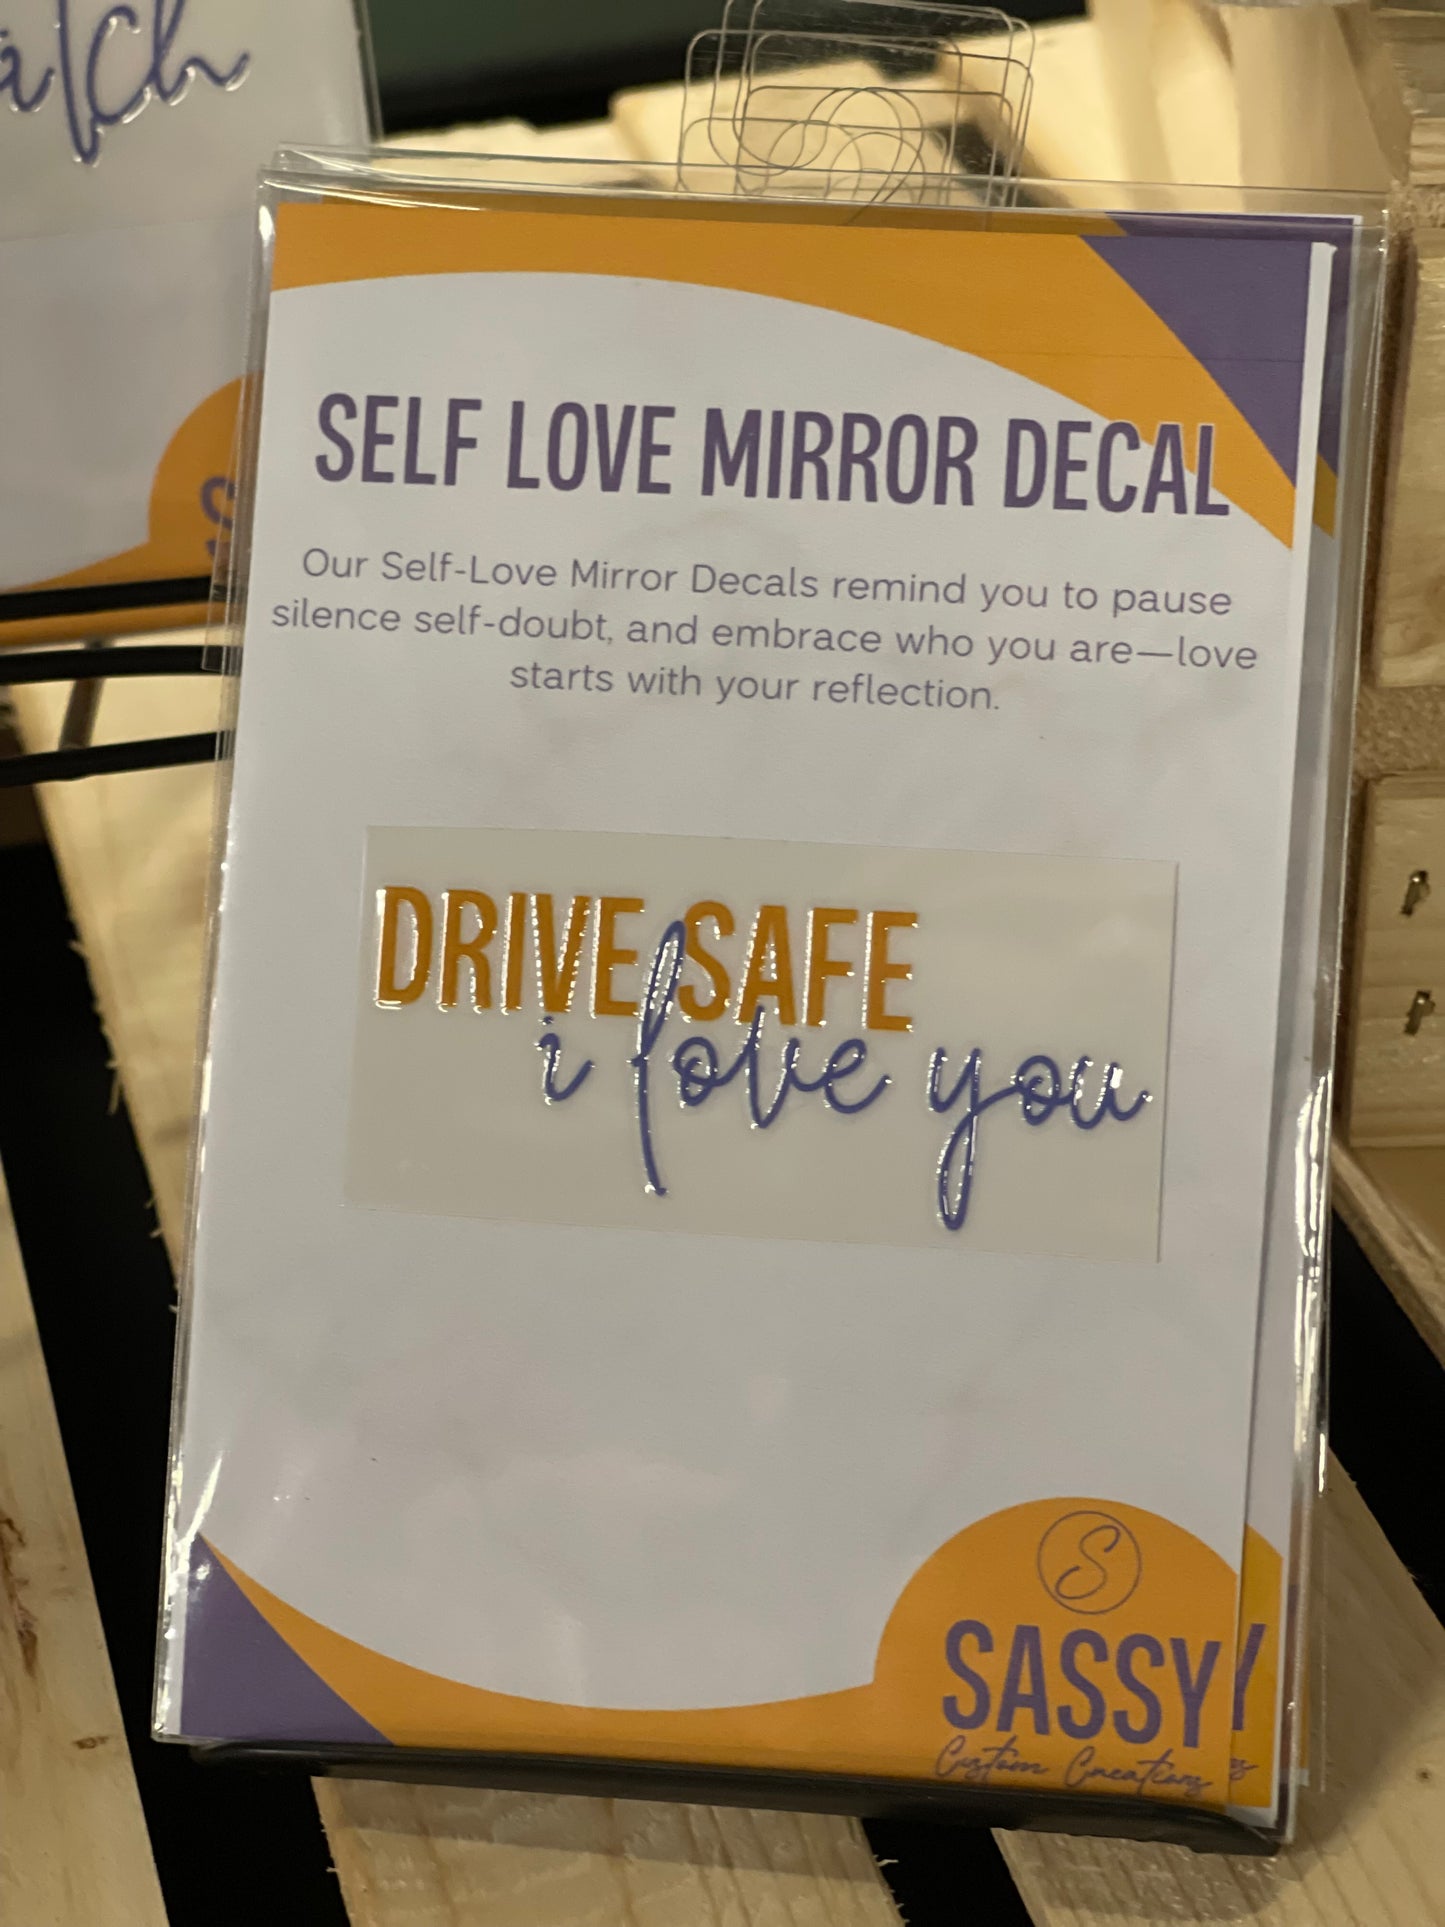 SELF LOVE MIRROR DECAL
Our Self-Love Mirror Decals remind you to pause
silence self-doubt, and embrace who you are—love
starts with your reflection.
DRIVE SAFE
i love you
S
SASSY
Custom Creations